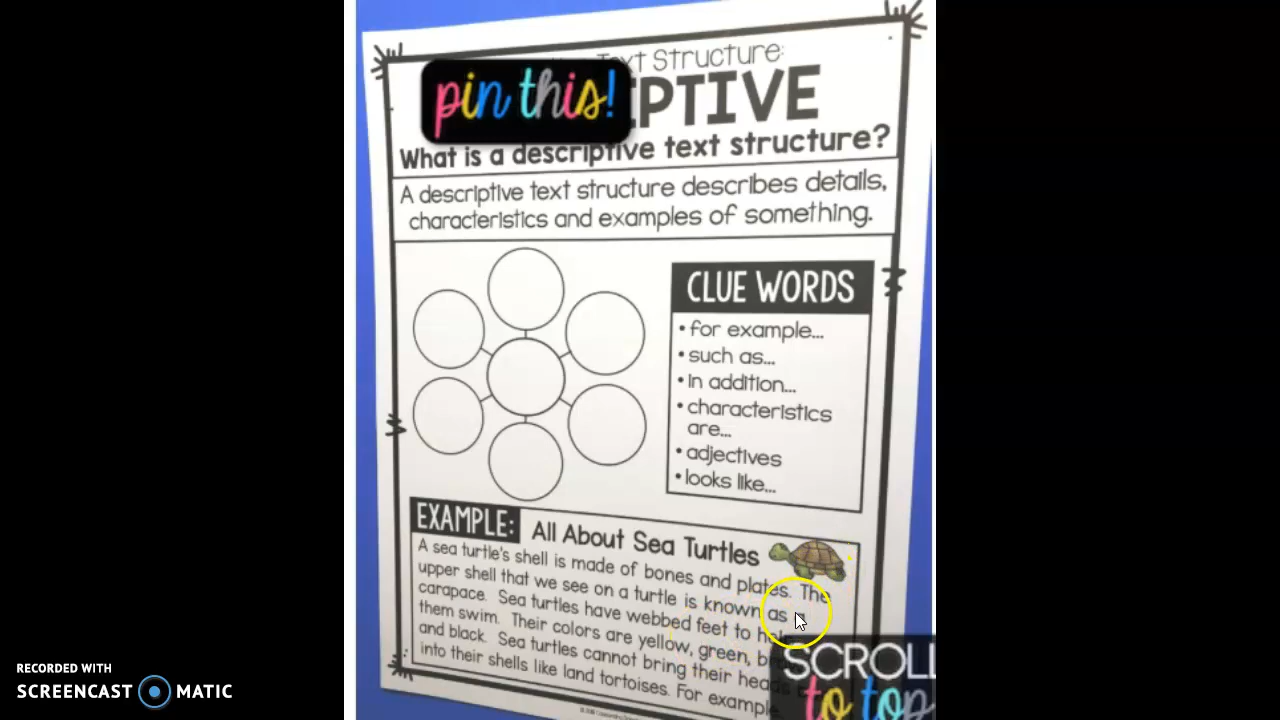 Text Structure:
pin this!
PTIVE
What is a descriptive text structure?
A descriptive text structure describes details,
characteristics and examples of something.
CLUE WORDS
• for example...
• such as...
• in addition...
• characteristics
are...
• adjectives
• looks like...
EXAMPLE: All About Sea Turtles
A sea turtle's shell is made of bones and plates. The
upper shell that we see on a turtle is known as a
carapace. Sea turtles have webbed feet to
them swim. Their colors are yellow, green,
and black. Sea turtles cannot bring their heads
into their shells like land tortoises. For example
SCROLL
to top
RECORDED WITH
SCREENCAST MATIC